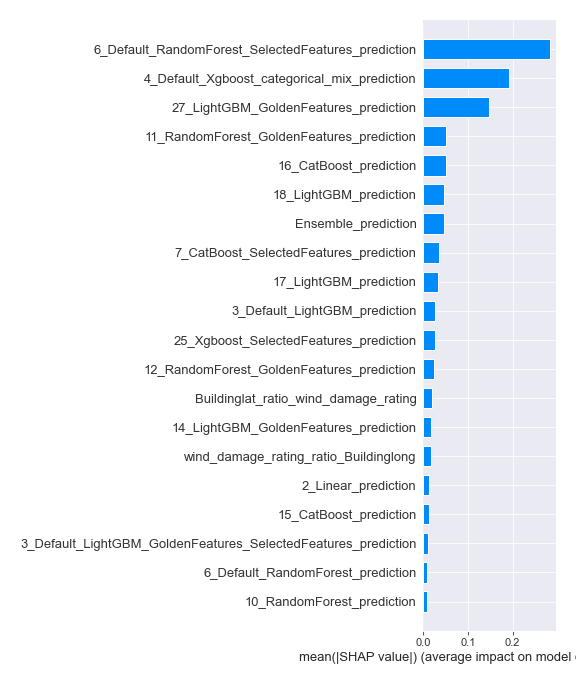 6_Default_RandomForest_SelectedFeatures_prediction
4_Default_Xgboost_categorical_mix_prediction
27_LightGBM_GoldenFeatures_prediction
11_RandomForest_GoldenFeatures_prediction
16_CatBoost_prediction
18_LightGBM_prediction
Ensemble_prediction
7_CatBoost_SelectedFeatures_prediction
17_LightGBM_prediction
3_Default_LightGBM_prediction
25_Xgboost_SelectedFeatures_prediction
12_RandomForest_GoldenFeatures_prediction
Buildinglat_ratio_wind_damage_rating
14_LightGBM_GoldenFeatures_prediction
wind_damage_rating_ratio_Buildinglong
2_Linear_prediction
15_CatBoost_prediction
3_Default_LightGBM_GoldenFeatures_SelectedFeatures_prediction
6_Default_RandomForest_prediction
10_RandomForest_prediction
0.0 0.1 0.2
mean(|SHAP value|) (average impact on model